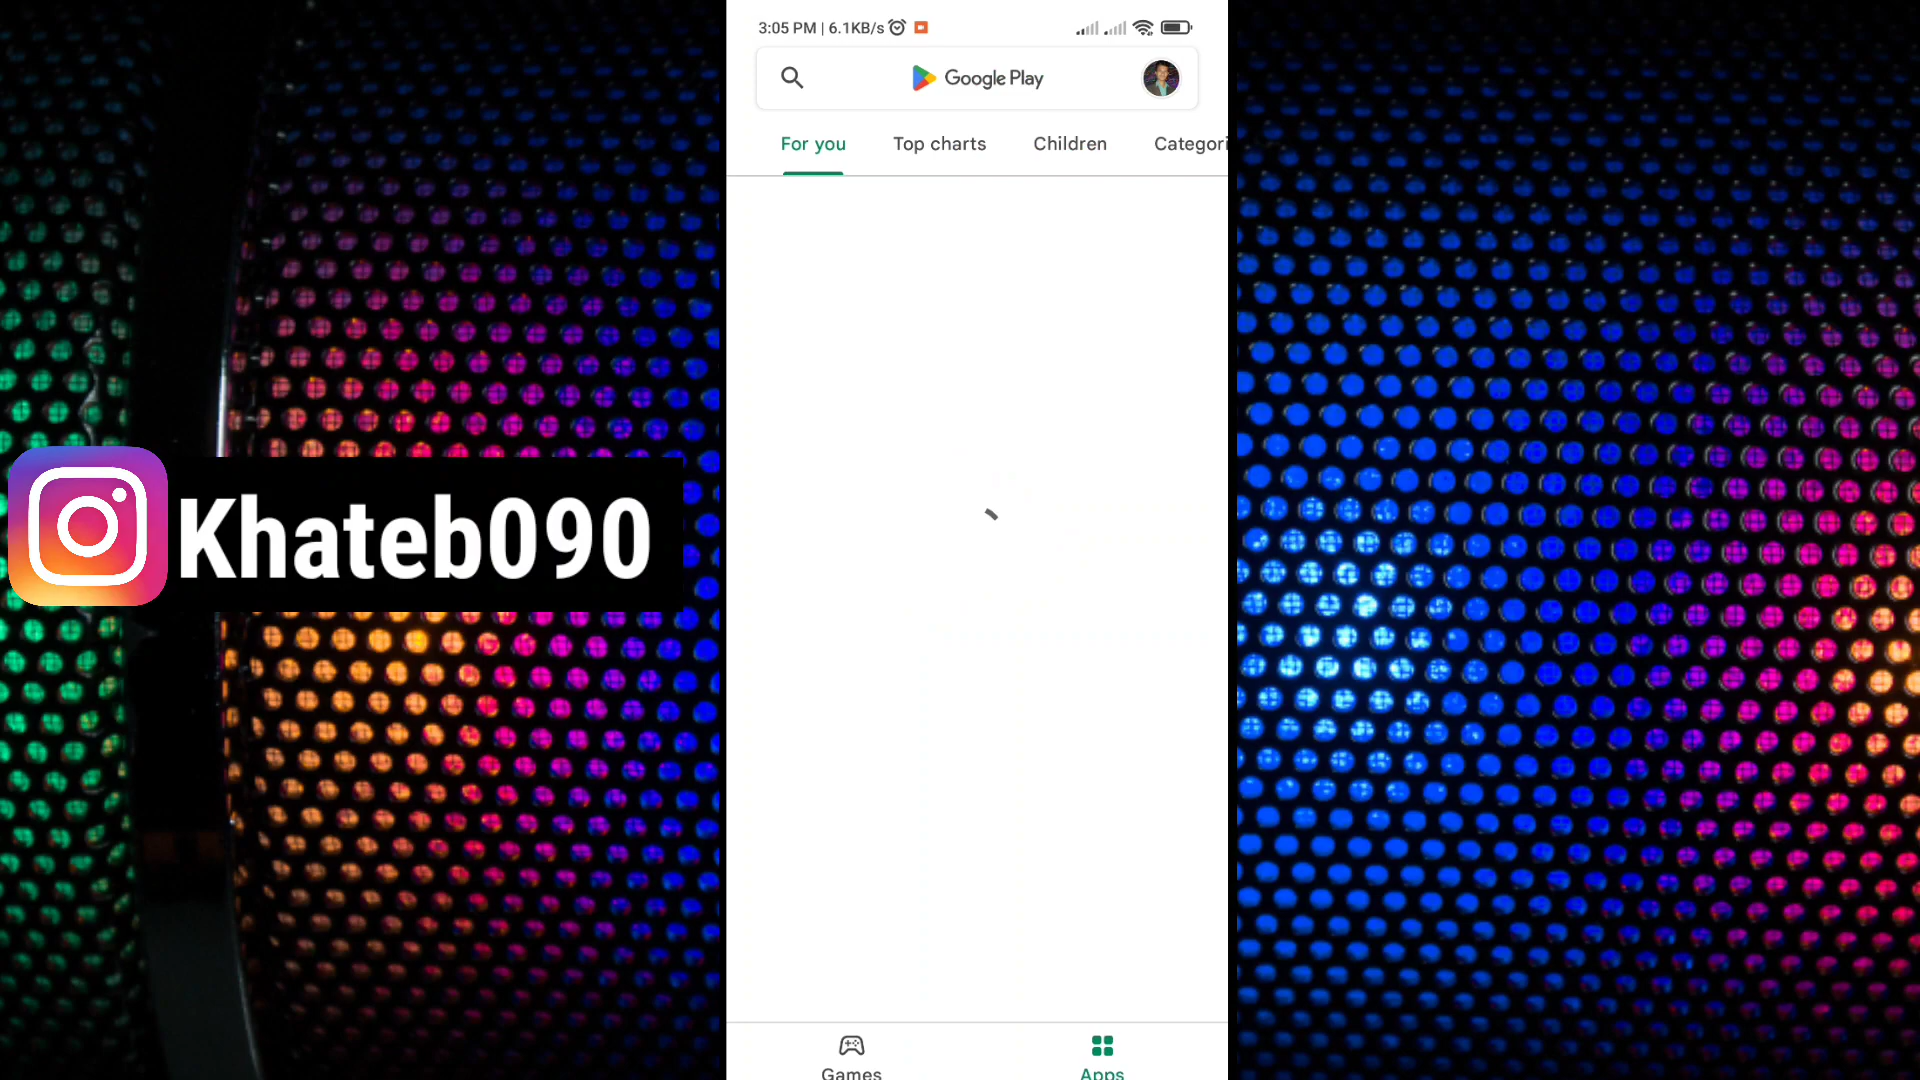 3:05 PM | 6.1KB/s
Google Play
For you Top charts Children Categori
Khateb090
Games Apps